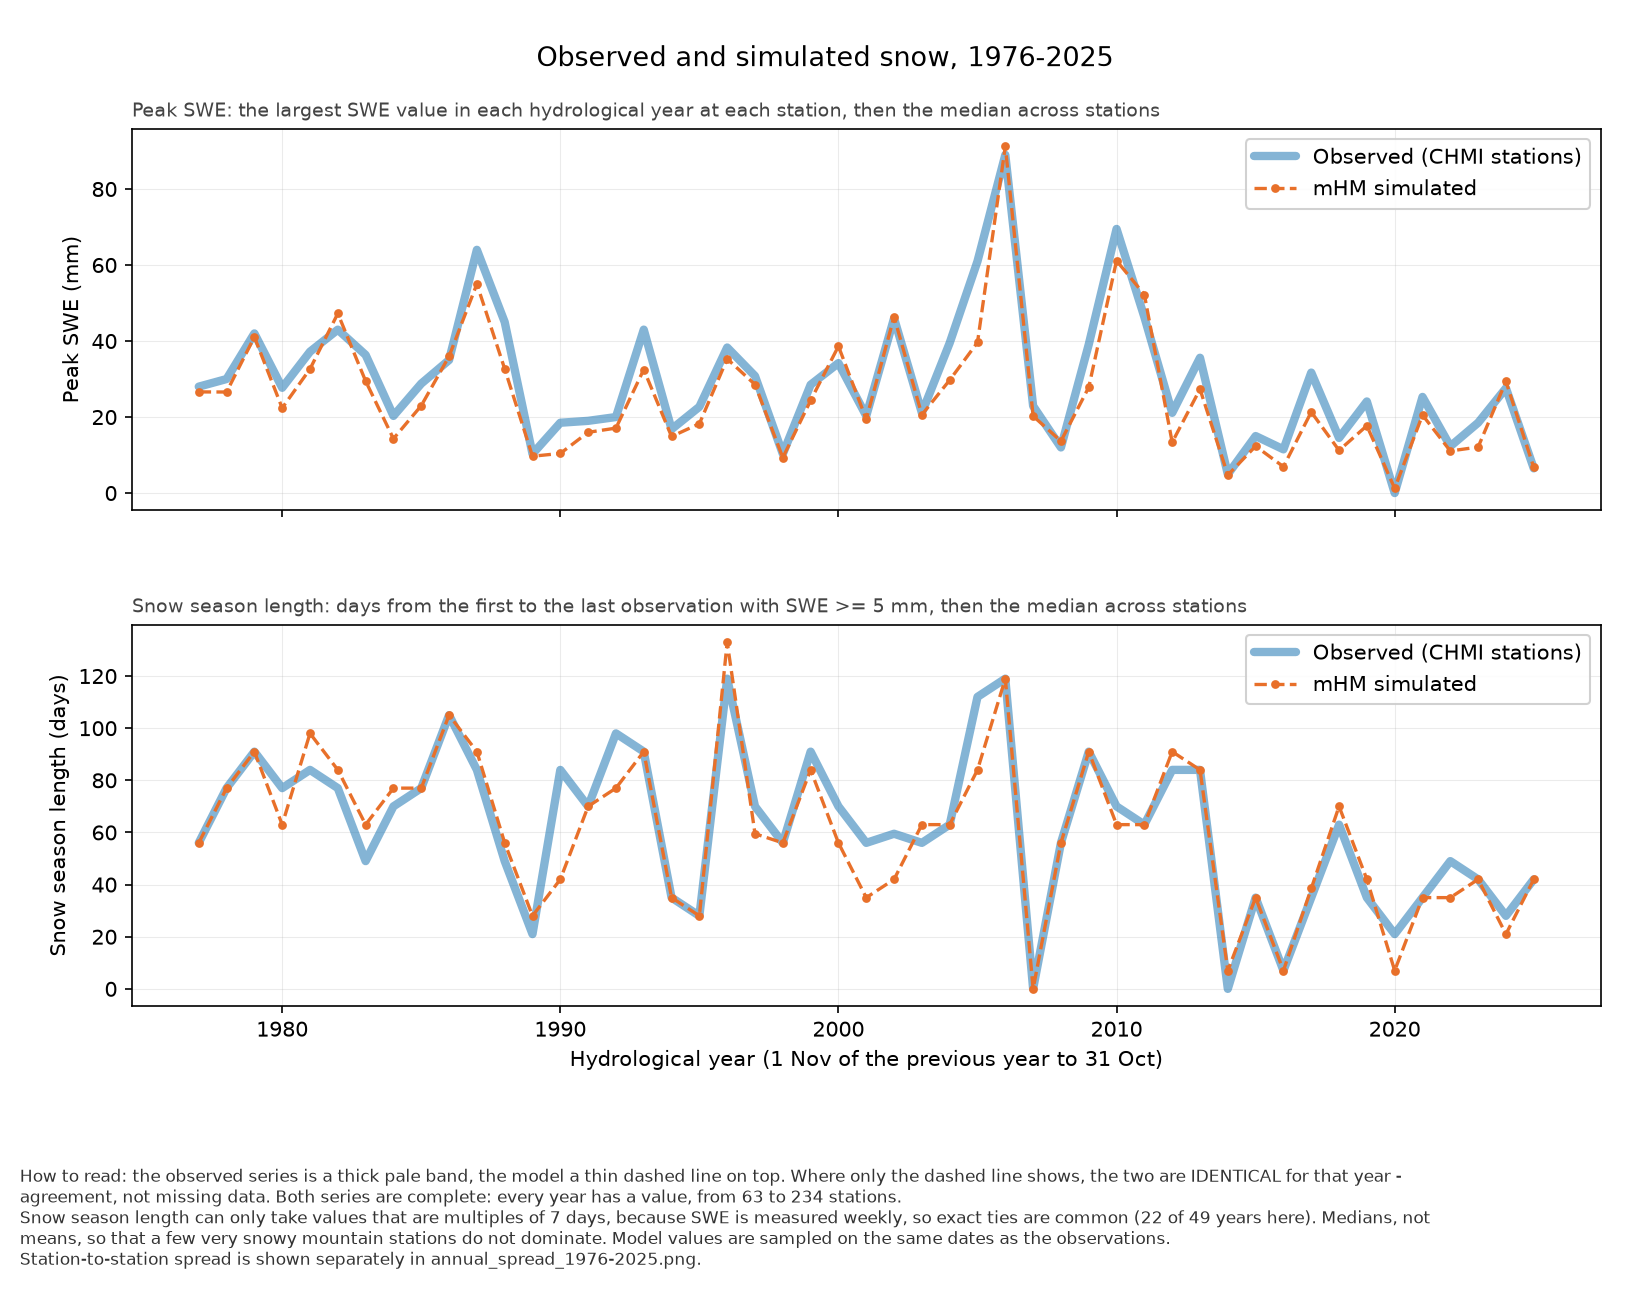 Observed and simulated snow, 1976-2025
Peak SWE: the largest SWE value in each hydrological year at each station, then the median across stations
Observed (CHMI stations)
mHM simulated
Peak SWE (mm)
80
60
40
20
0
Snow season length: days from the first to the last observation with SWE >= 5 mm, then the median across stations
Observed (CHMI stations)
mHM simulated
Snow season length (days)
120
100
80
60
40
20
0
1980
1990
2000
2010
2020
Hydrological year (1 Nov of the previous year to 31 Oct)
How to read: the observed series is a thick pale band, the model a thin dashed line on top. Where only the dashed line shows, the two are IDENTICAL for that year -
agreement, not missing data. Both series are complete: every year has a value, from 63 to 234 stations.
Snow season length can only take values that are multiples of 7 days, because SWE is measured weekly, so exact ties are common (22 of 49 years here). Medians, not
means, so that a few very snowy mountain stations do not dominate. Model values are sampled on the same dates as the observations.
Station-to-station spread is shown separately in annual_spread_1976-2025.png.